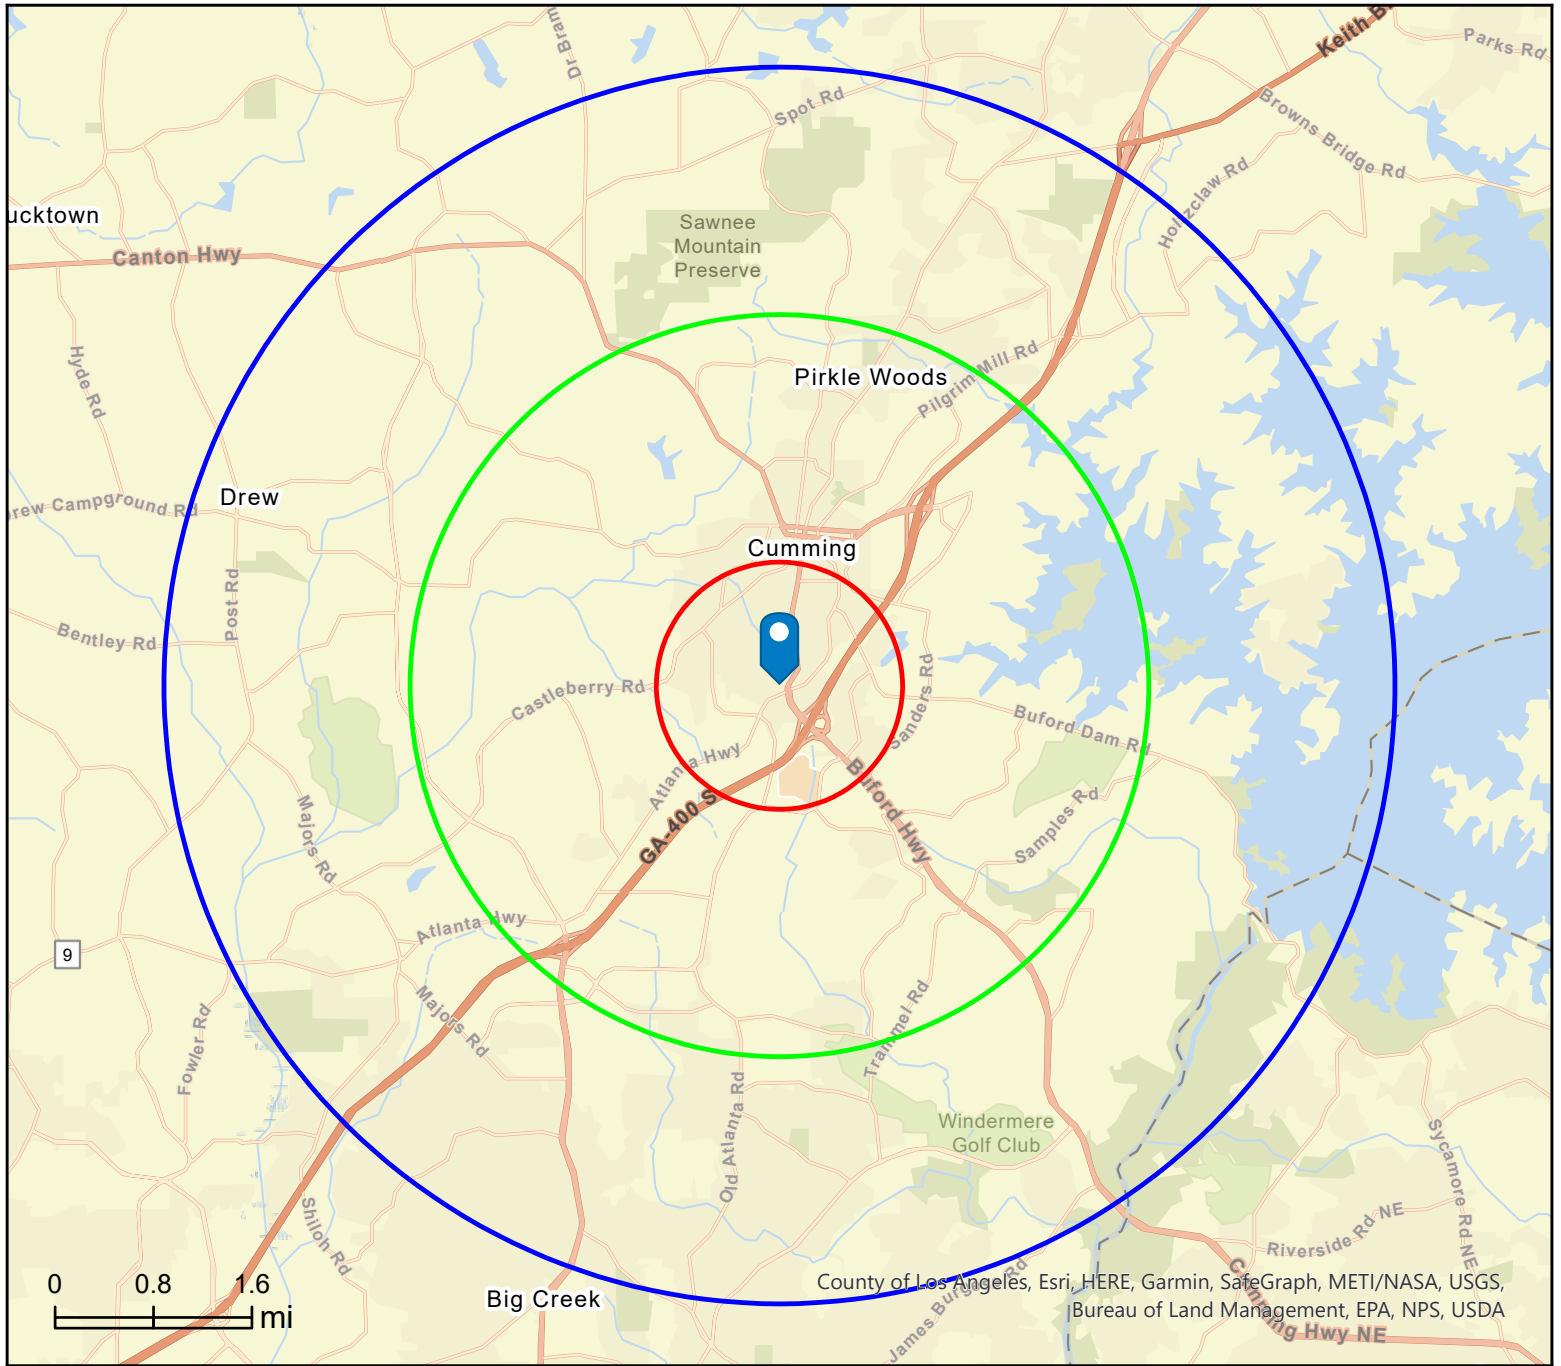 Keith B
Parks Rd
Dr Bram
Spot Rd
Browns Bridge Rd
Holtzclaw Rd
ucktown
Canton Hwy
Sawnee
Mountain
Preserve
Hyde Rd
Pirkle Woods
Pilgrim Mill Rd
Drew
rew Campground Rd
Cumming
Post Rd
Bentley Rd
Castleberry Rd
Sanders Rd
Buford Dam Rd
Atlanta Hwy
GA-400 S
Buford Hwy
Samples Rd
Majors Rd
Atlanta Hwy
9
Majors Rd
Fowler Rd
Trammel Rd
Old Atlanta Rd
Windermere
Golf Club
Sycamore Rd NE
Shiloh Rd
Riverside Rd NE
Cumming Hwy NE
James Burgess Rd
Big Creek
0 0.8 1.6
mi
County of Los Angeles, Esri, HERE, Garmin, SafeGraph, METI/NASA, USGS,
Bureau of Land Management, EPA, NPS, USDA